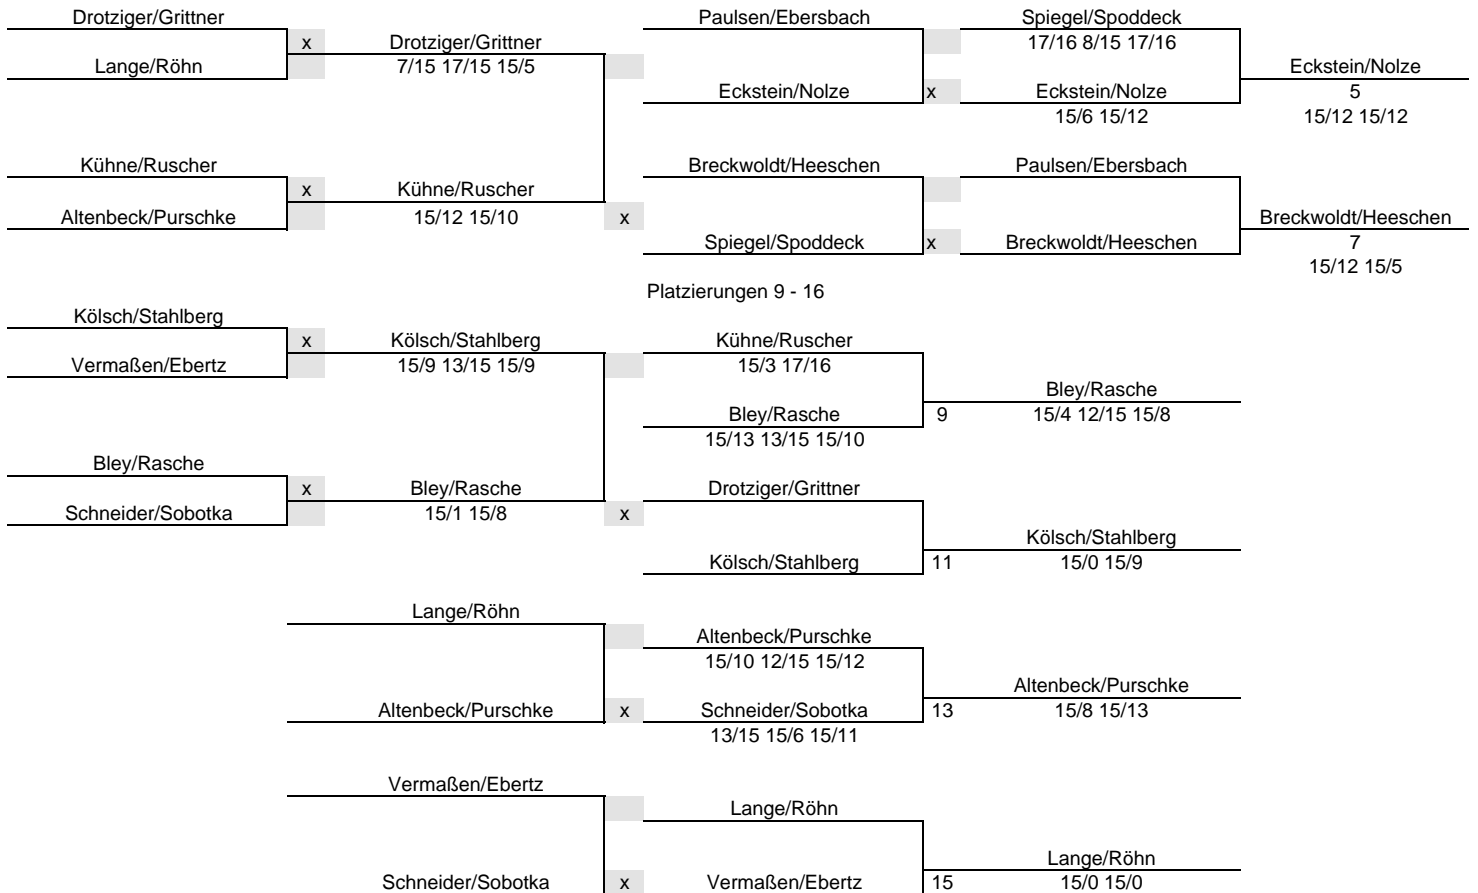 Drotziger/Grittner Paulsen/Ebersbach Spiegel/Spoddeck
x Drotziger/Grittner 17/16 8/15 17/16
Lange/Röhn 7/15 17/15 15/5 Eckstein/Nolze
Eckstein/Nolze x Eckstein/Nolze 5
15/6 15/12 15/12 15/12
Kühne/Ruscher Breckwoldt/Heeschen Paulsen/Ebersbach
x Kühne/Ruscher
Altenbeck/Purschke 15/12 15/10 x Breckwoldt/Heeschen
Spiegel/Spoddeck x Breckwoldt/Heeschen 7
15/12 15/5
Platzierungen 9 - 16
Kölsch/Stahlberg
x Kölsch/Stahlberg Kühne/Ruscher
Vermaßen/Ebertz 15/9 13/15 15/9 15/3 17/16
Bley/Rasche
Bley/Rasche 9 15/4 12/15 15/8
15/13 13/15 15/10
Bley/Rasche
x Bley/Rasche Drotziger/Grittner
Schneider/Sobotka 15/1 15/8 x
Kölsch/Stahlberg
Kölsch/Stahlberg 11 15/0 15/9
Lange/Röhn
Altenbeck/Purschke
15/10 12/15 15/12
Altenbeck/Purschke
Altenbeck/Purschke x Schneider/Sobotka 13 15/8 15/13
13/15 15/6 15/11
Vermaßen/Ebertz
Lange/Röhn
Lange/Röhn
Schneider/Sobotka x Vermaßen/Ebertz 15 15/0 15/0